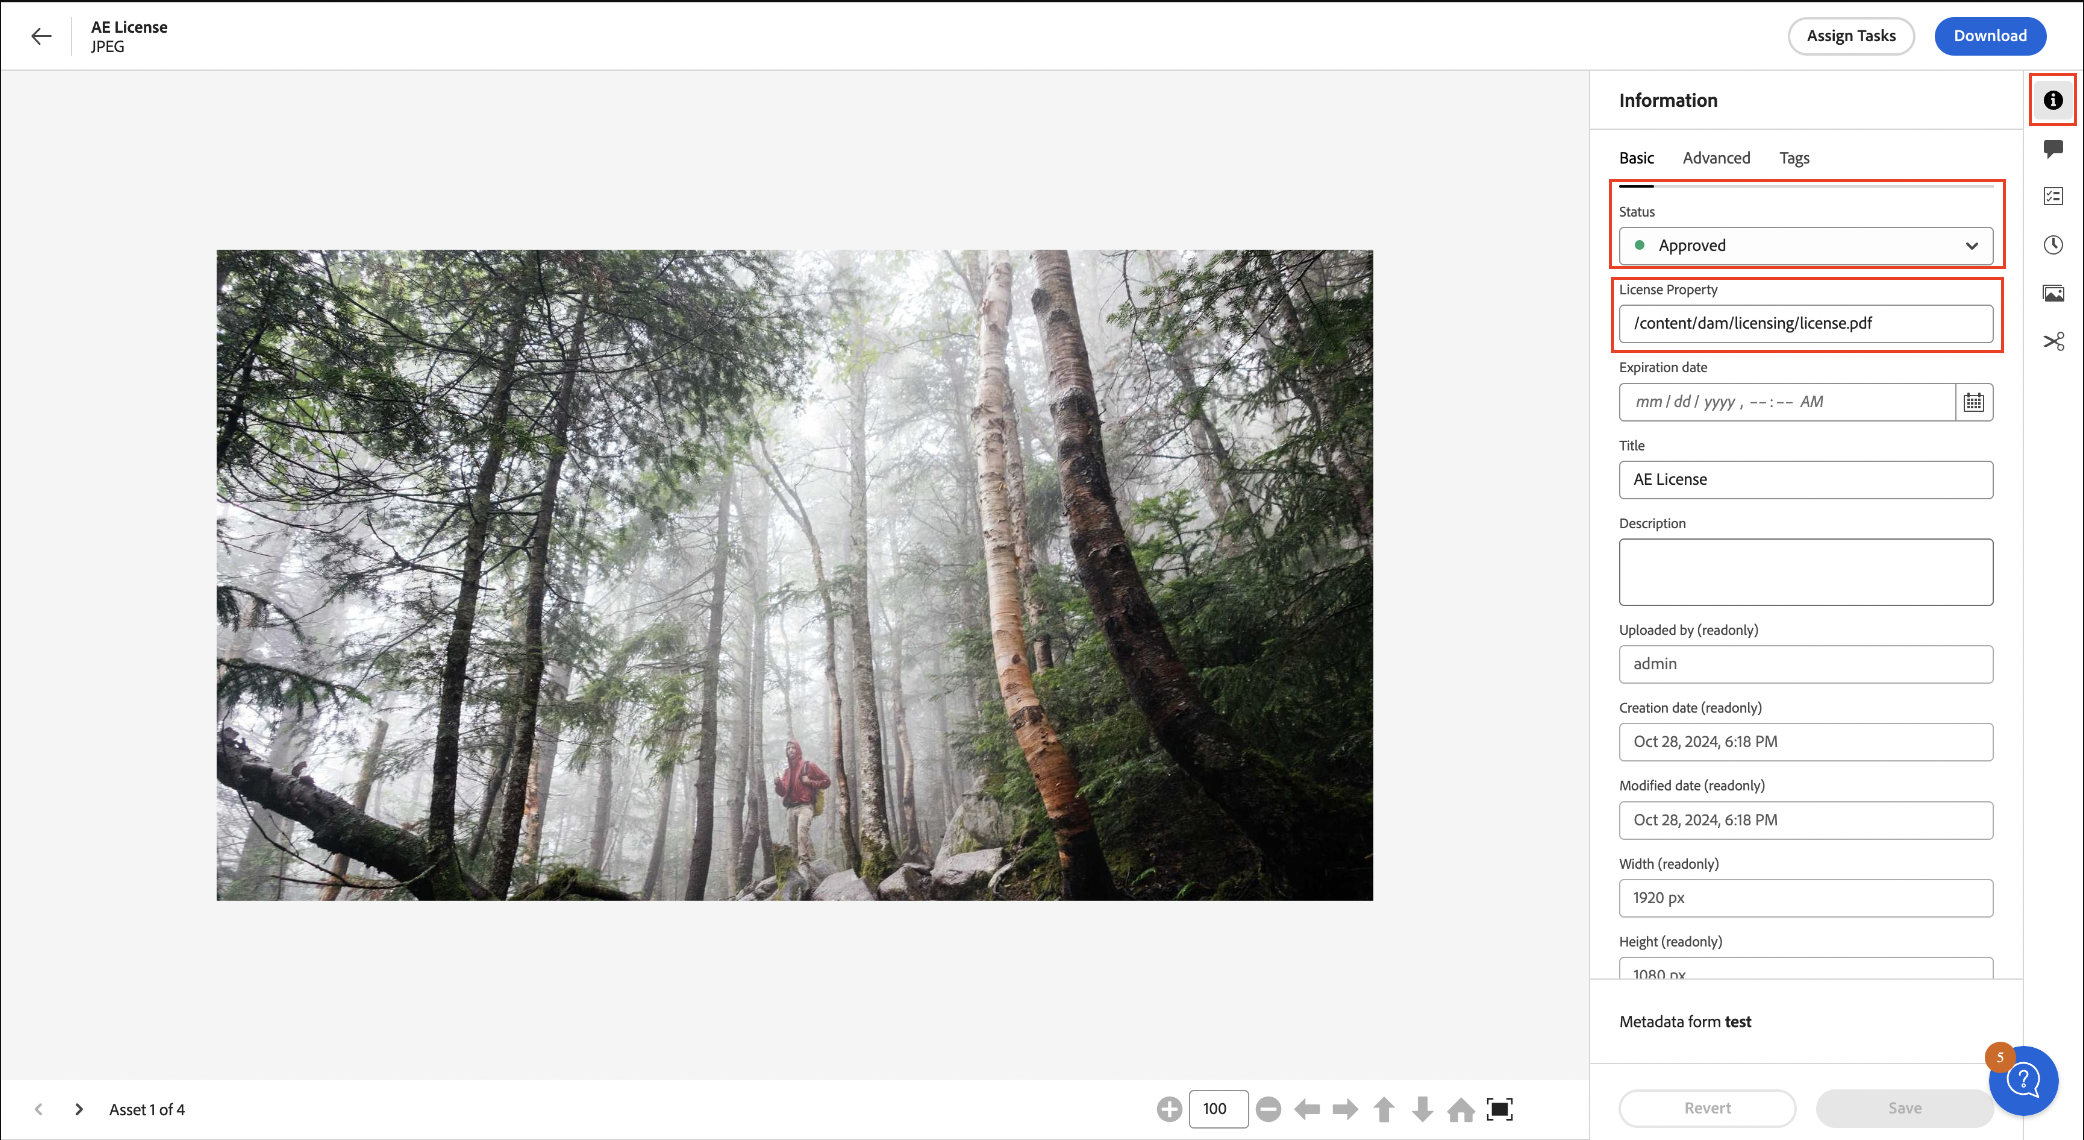 AE License
JPEG
Assign Tasks
Download
Information
Basic Advanced Tags
Status
Approved
License Property
/content/dam/licensing/license.pdf
Expiration date
mm / dd / yyyy , --:-- AM
Title
AE License
Description
Uploaded by (readonly)
admin
Creation date (readonly)
Oct 28, 2024, 6:18 PM
Modified date (readonly)
Oct 28, 2024, 6:18 PM
Width (readonly)
1920 px
Height (readonly)
1080 px
Metadata form test
5
?
Revert
Save
Asset 1 of 4
100